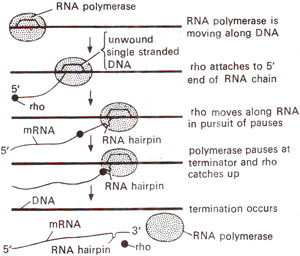 RNA polymerase
RNA polymerase is
moving along DNA
unwound
single stranded
DNA
5'
rho
rho attaches to 5'
end of RNA chain
mRNA
5'
RNA hairpin
rho moves along RNA
in pursuit of pauses
RNA hairpin
polymerase pauses at
terminator and rho
catches up
DNA
termination occurs
mRNA
3'
RNA polymerase
5'
RNA hairpin
rho